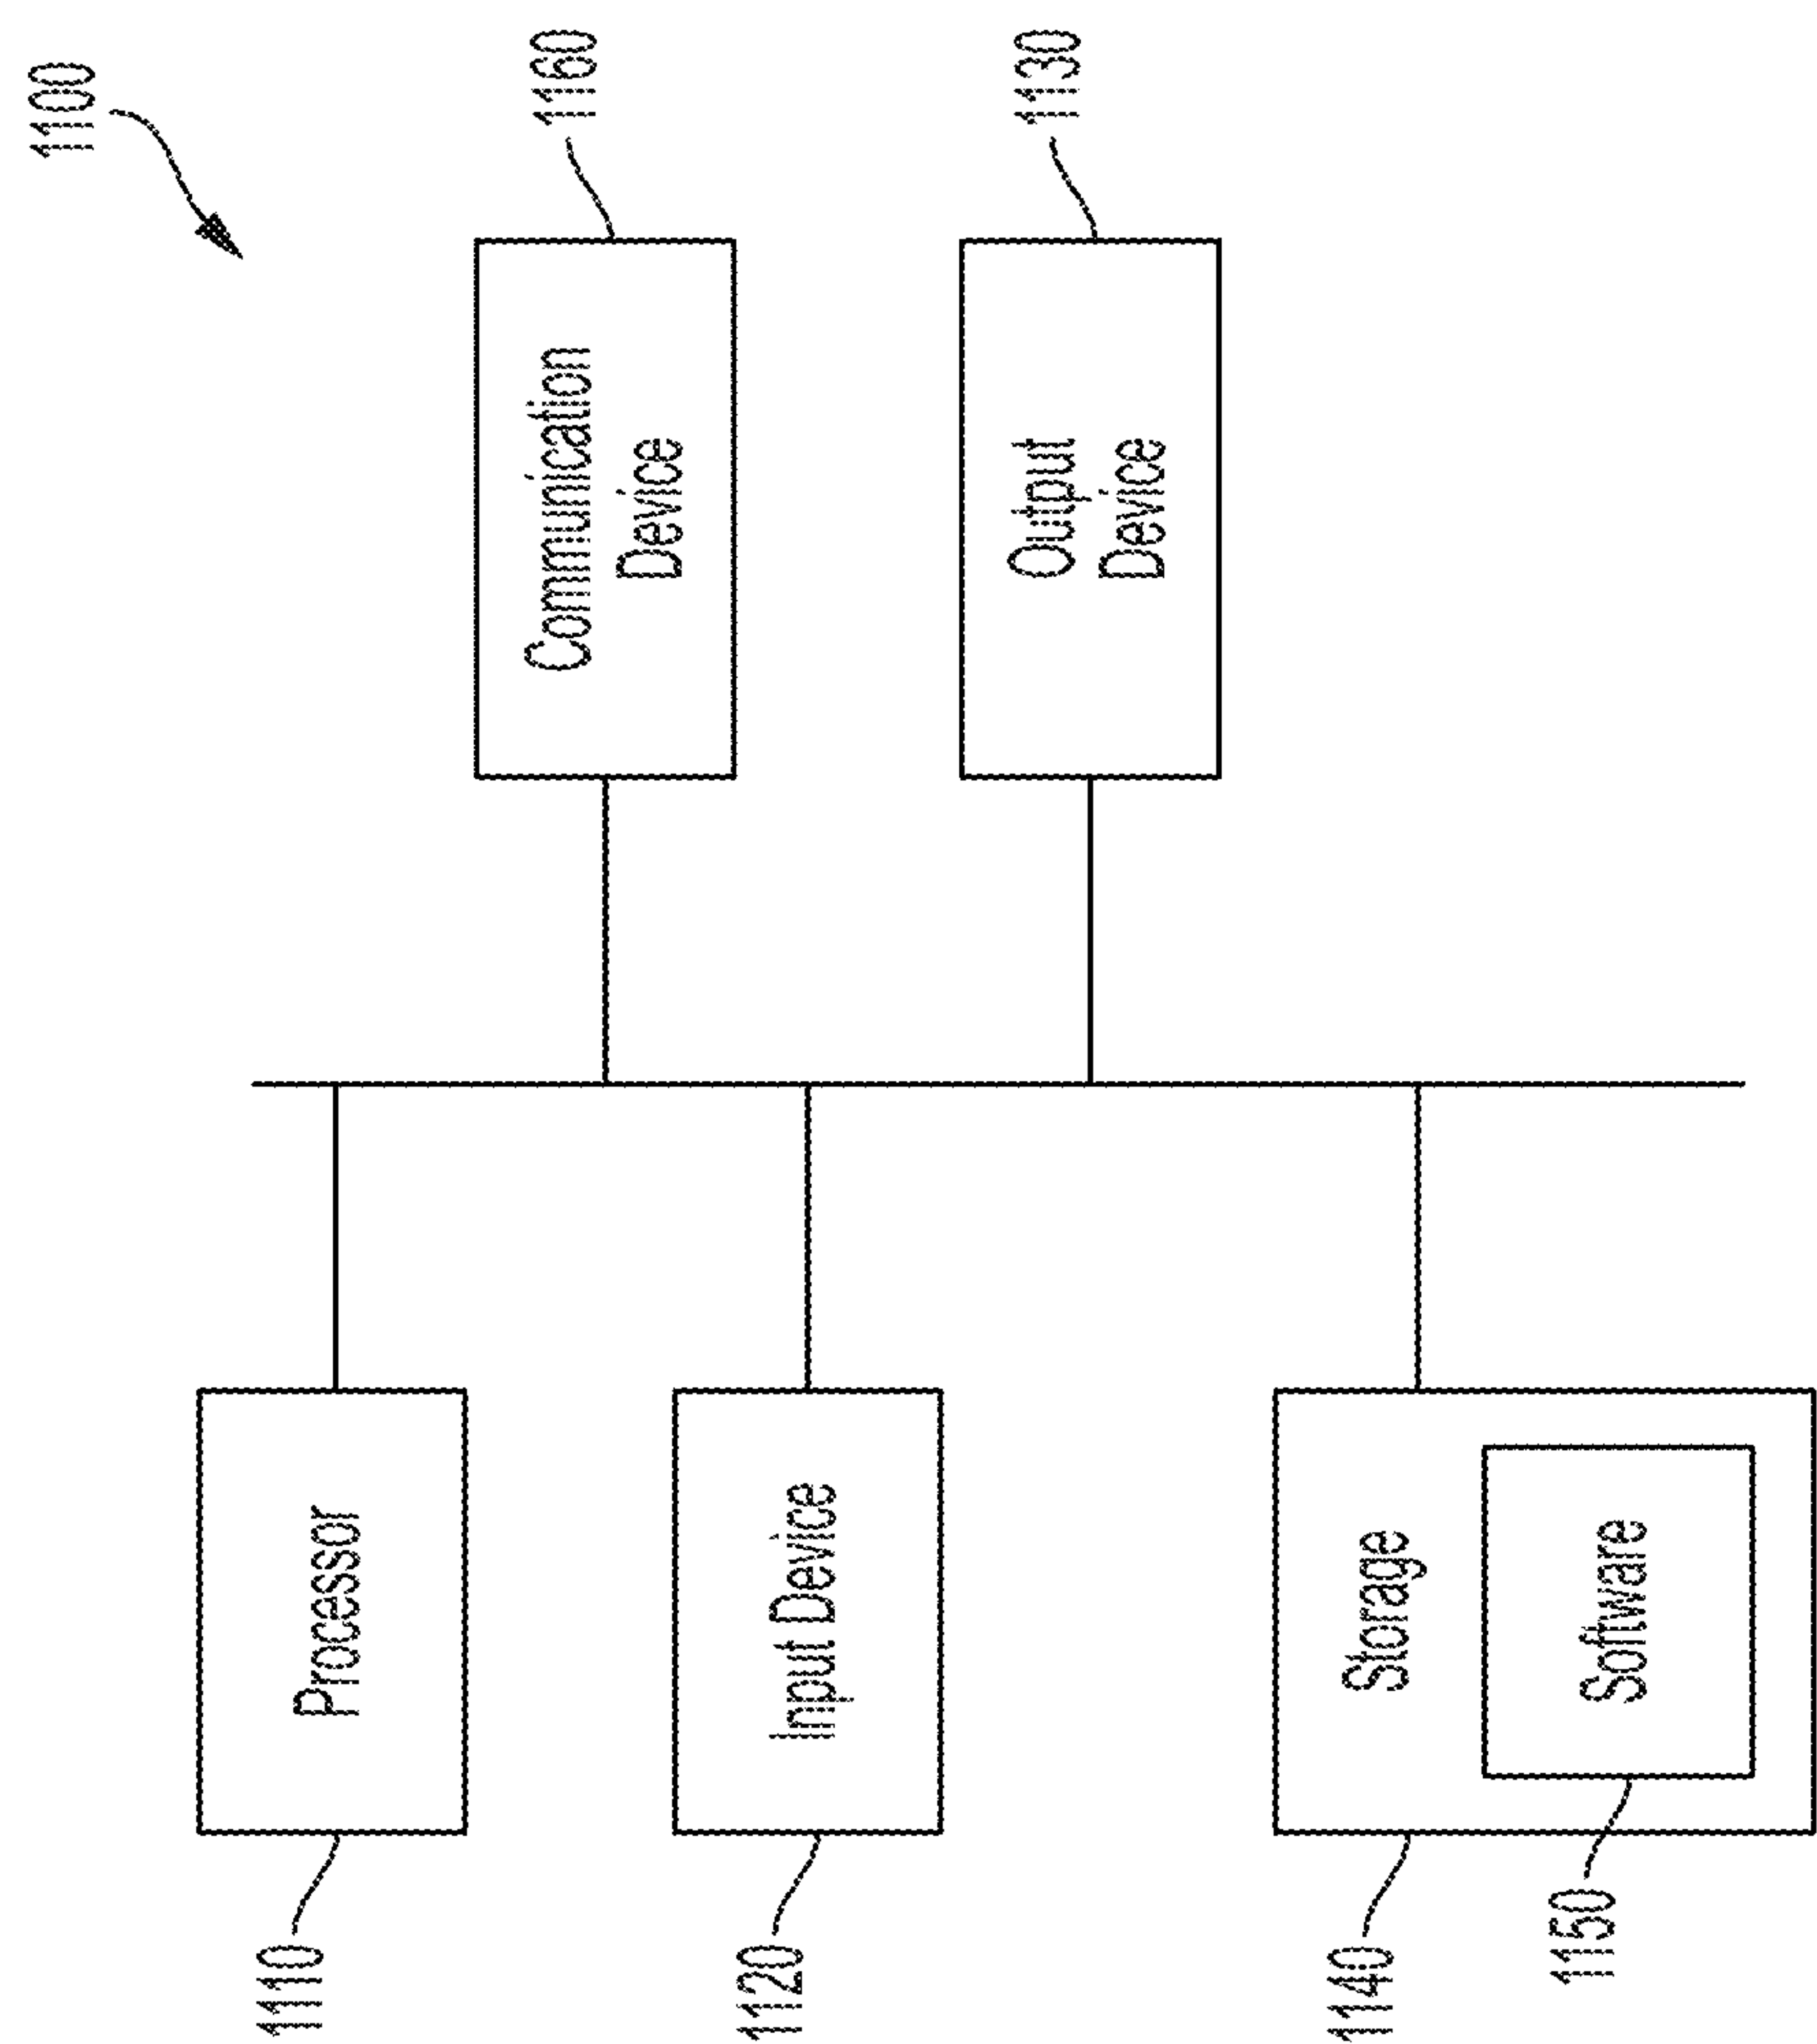 1100
Processor
1110
Communication
Device
1160
Input Device
1120
Output
Device
1130
Storage
1140
Software
1150